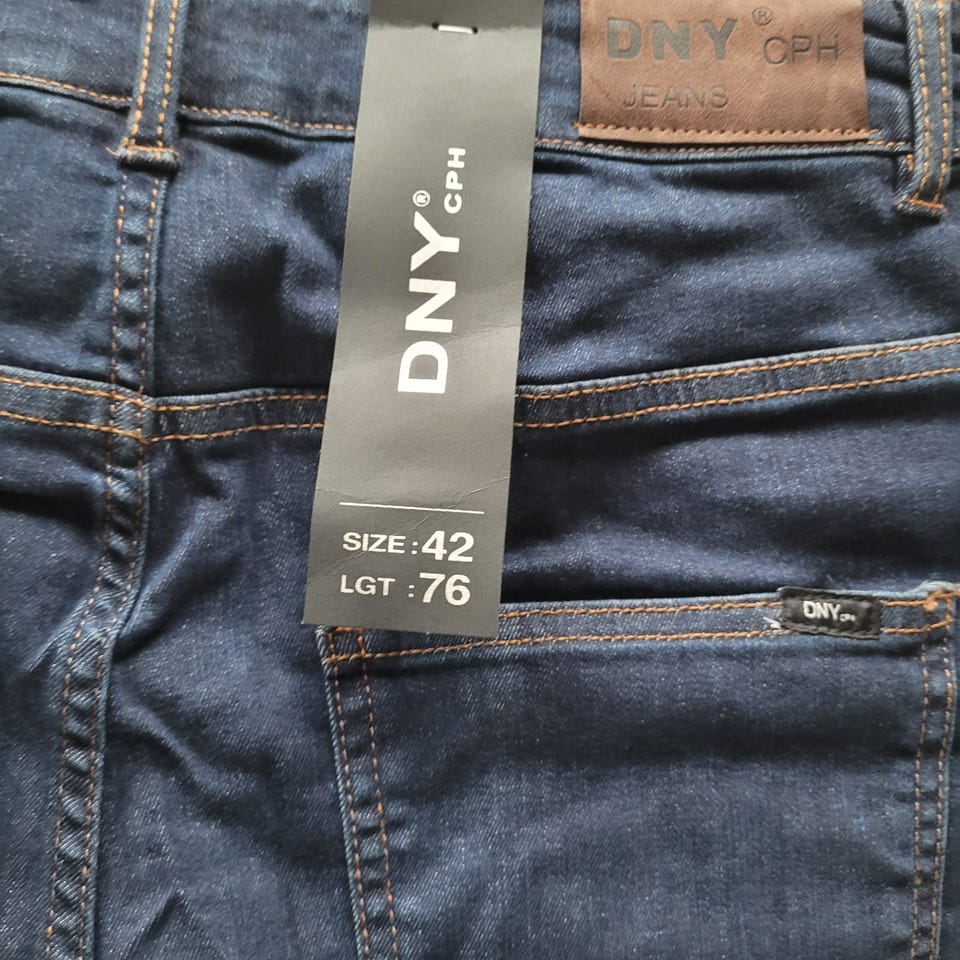 DNY® CPH
JEANS
DNY® CPH
SIZE : 42
LGT : 76
DNY CPH